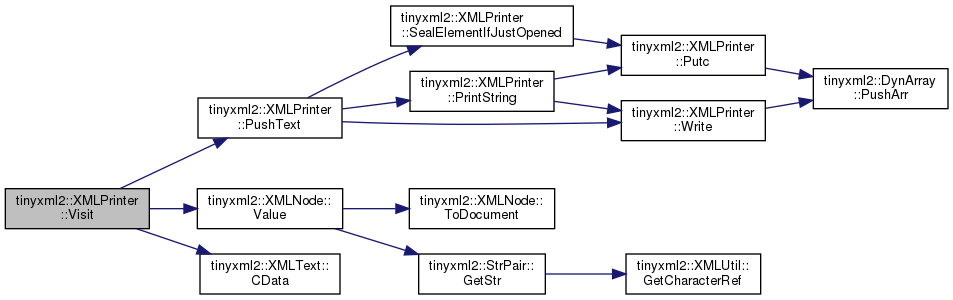 tinyxml2::XMLPrinter
::Visit
tinyxml2::XMLPrinter
::PushText
tinyxml2::XMLPrinter
::SealElementIfJustOpened
tinyxml2::XMLPrinter
::PrintString
tinyxml2::XMLPrinter
::Putc
tinyxml2::XMLPrinter
::Write
tinyxml2::DynArray
::PushArr
tinyxml2::XMLNode::
Value
tinyxml2::XMLNode::
ToDocument
tinyxml2::StrPair::
GetStr
tinyxml2::XMLUtil::
GetCharacterRef
tinyxml2::XMLText::
CData